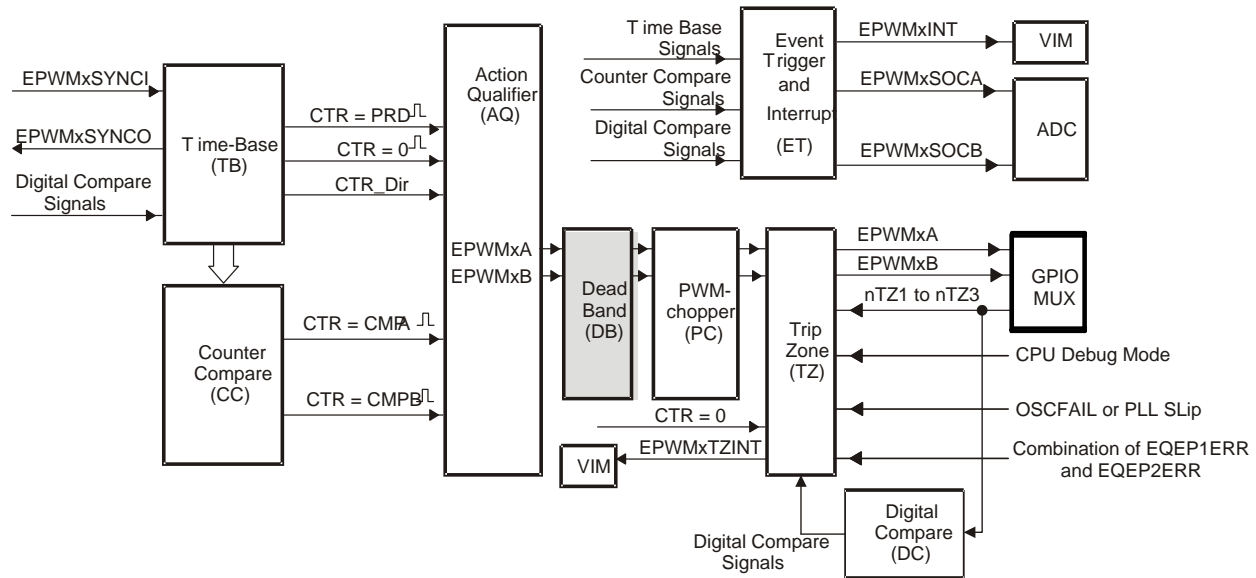 EPWMxSYNCI
EPWMxSYNCO
Digital Compare
Signals
Time-Base
(TB)
CTR = PRD
CTR = 0
CTR_Dir
Counter
Compare
(CC)
CTR = CMPA
CTR = CMPB
Action
Qualifier
(AQ)
EPWMxA
EPWMxB
Dead
Band
(DB)
PWM-
chopper
(PC)
Time Base
Signals
Counter Compare
Signals
Digital Compare
Signals
Event
Trigger
and
Interrupt
(ET)
EPWMxINT
EPWMxSOCA
EPWMxSOCB
VIM
ADC
Trip
Zone
(TZ)
EPWMxA
EPWMxB
nTZ1 to nTZ3
GPIO
MUX
CPU Debug Mode
OSCFAIL or PLL SLip
Combination of EQEP1ERR
and EQEP2ERR
CTR = 0
EPWMxTZINT
VIM
Digital Compare
Signals
Digital
Compare
(DC)